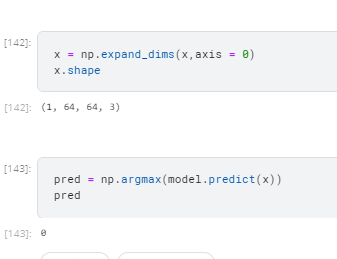 [142]:
x = np.expand_dims(x,axis = 0)
x.shape
[142]: (1, 64, 64, 3)
[143]:
pred = np.argmax(model.predict(x))
pred
[143]: 0